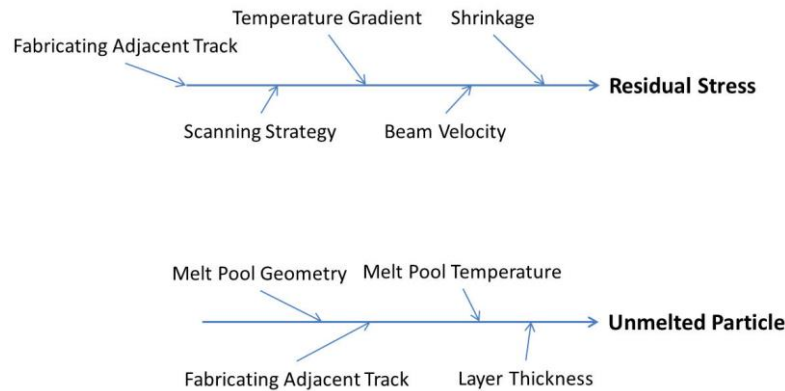 Temperature Gradient Shrinkage
Fabricating Adjacent Track
Residual Stress
Scanning Strategy Beam Velocity
Melt Pool Geometry Melt Pool Temperature
Unmelted Particle
Fabricating Adjacent Track Layer Thickness